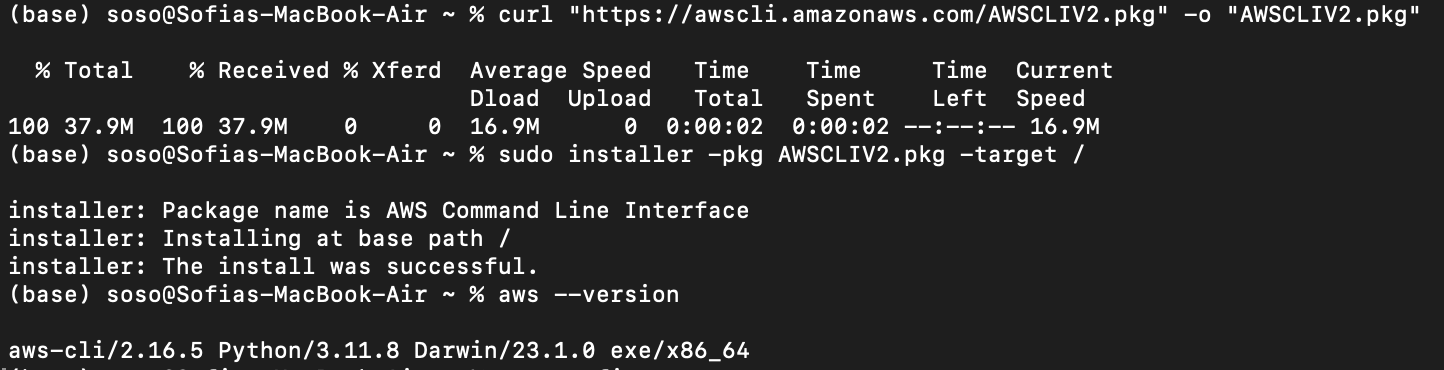 (base) soso@Sofias-MacBook-Air ~ % curl "https://awscli.amazonaws.com/AWSCLIV2.pkg" -o "AWSCLIV2.pkg"
% Total % Received % Xferd Average Speed Time Time Time Current
Dload Upload Total Spent Left Speed
100 37.9M 100 37.9M 0 0 16.9M 0 0:00:02 0:00:02 --:--:-- 16.9M
(base) soso@Sofias-MacBook-Air ~ % sudo installer -pkg AWSCLIV2.pkg -target /
installer: Package name is AWS Command Line Interface
installer: Installing at base path /
installer: The install was successful.
(base) soso@Sofias-MacBook-Air ~ % aws --version
aws-cli/2.16.5 Python/3.11.8 Darwin/23.1.0 exe/x86_64